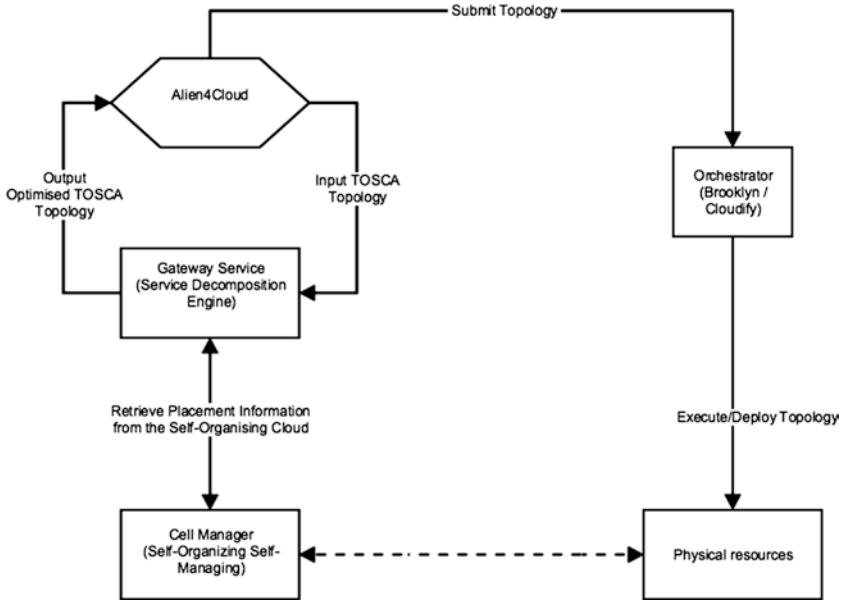 Submit Topology
Alien4Cloud
Output
Optimised TOSCA
Topology
Input TOSCA
Topology
Orchestrator
(Brooklyn /
Cloudify)
Gateway Service
(Service Decomposition
Engine)
Retrieve Placement Information
from the Self-Organising Cloud
Execute/Deploy Topology
Cell Manager
(Self-Organizing Self-
Managing)
Physical resources